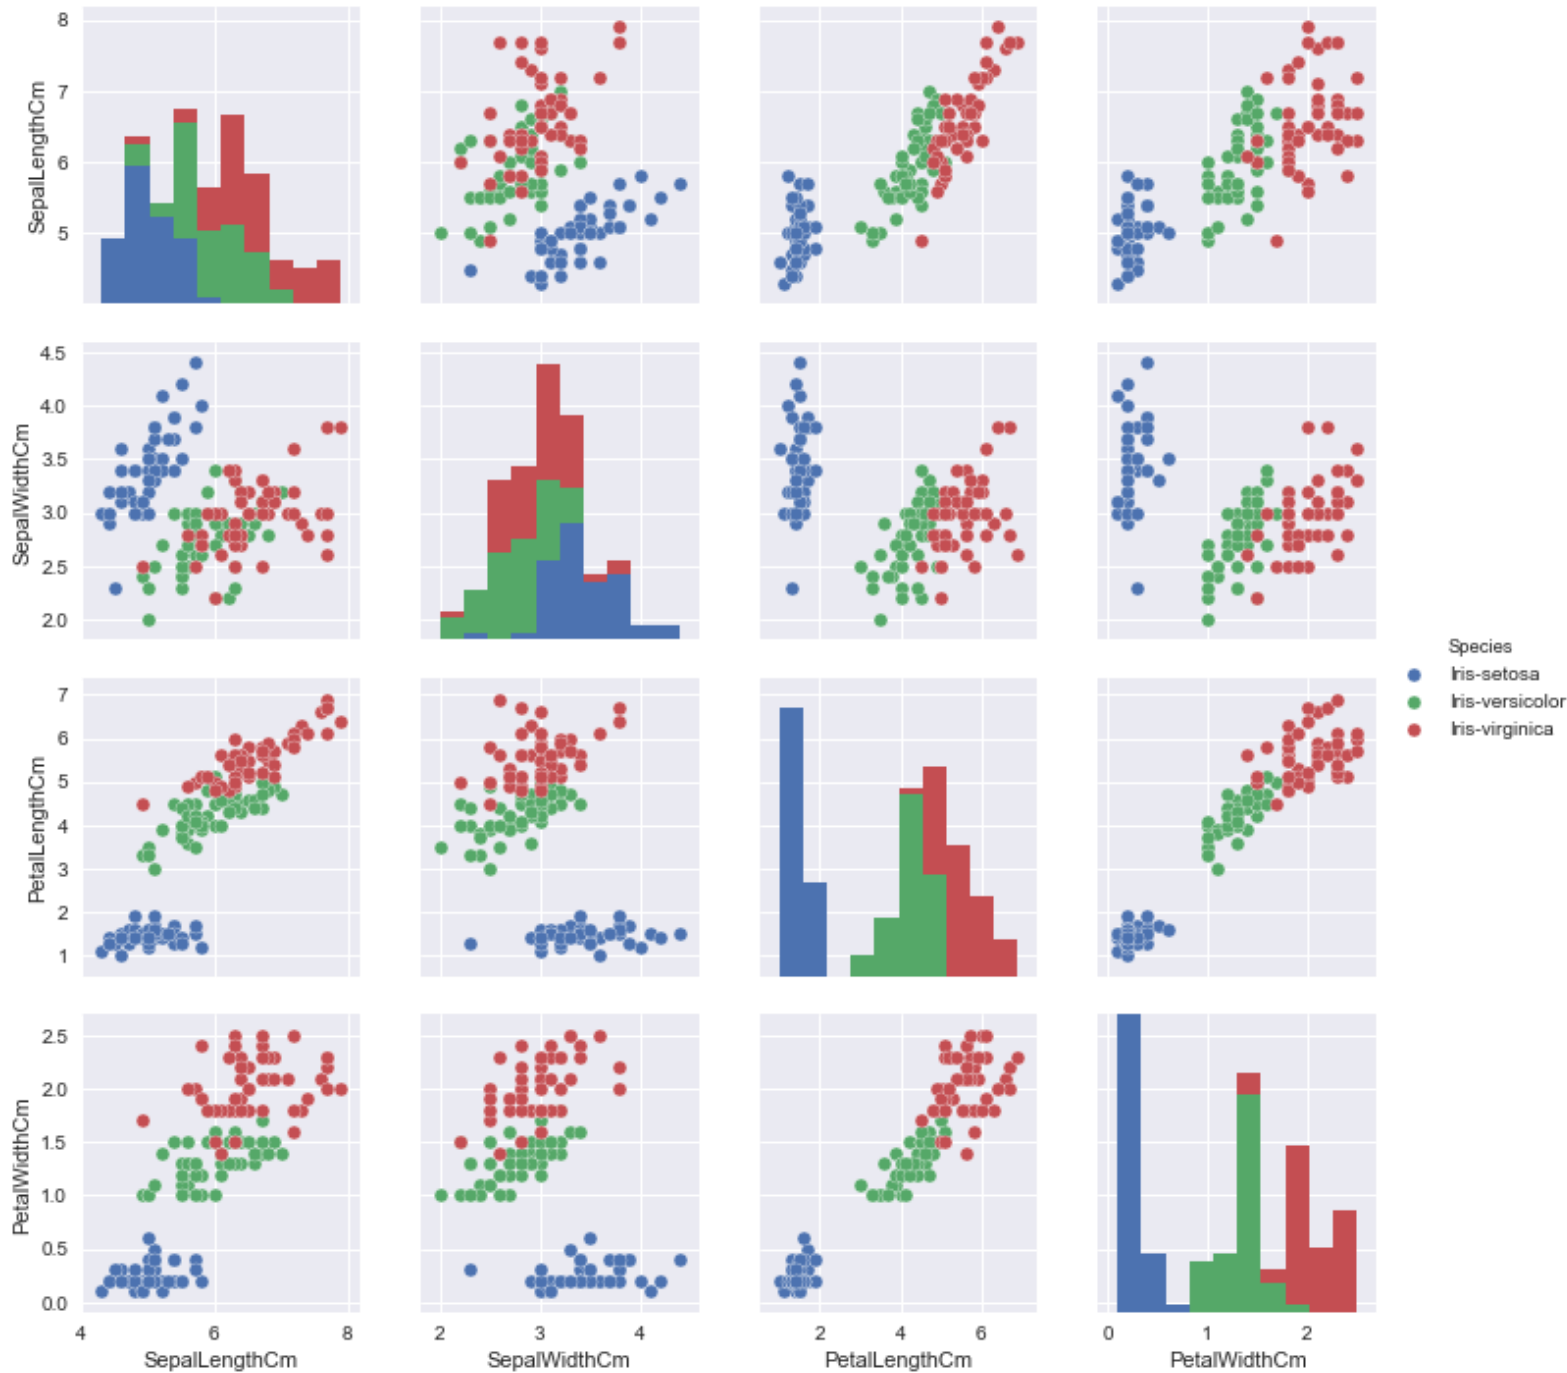 8
7
6
5
SepalLengthCm
4.5
4.0
3.5
3.0
2.5
2.0
SepalWidthCm
Species
Iris-setosa
Iris-versicolor
Iris-virginica
7
6
5
4
3
2
1
PetalLengthCm
2.5
2.0
1.5
1.0
0.5
0.0
PetalWidthCm
4 6 8 2 3 4 2 4 6 0 1 2
SepalLengthCm SepalWidthCm PetalLengthCm PetalWidthCm